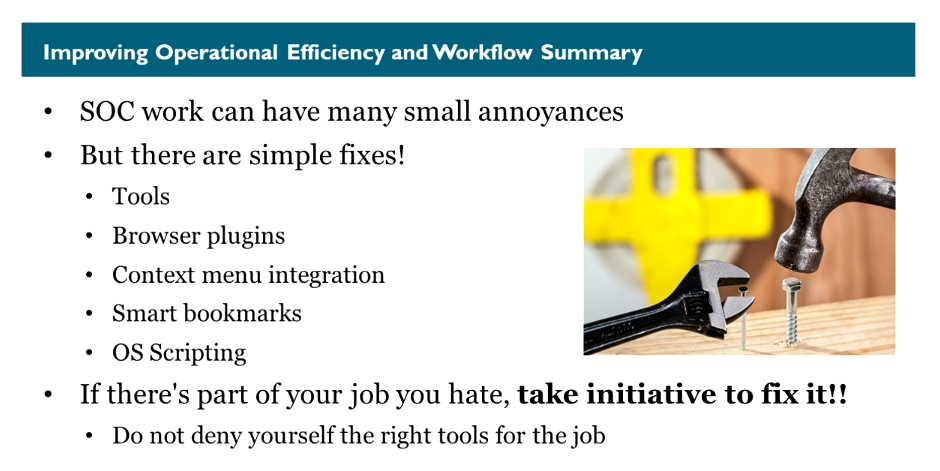 Improving Operational Efficiency and Workflow Summary
• SOC work can have many small annoyances
• But there are simple fixes!
• Tools
• Browser plugins
• Context menu integration
• Smart bookmarks
• OS Scripting
• If there's part of your job you hate, take initiative to fix it!!
• Do not deny yourself the right tools for the job